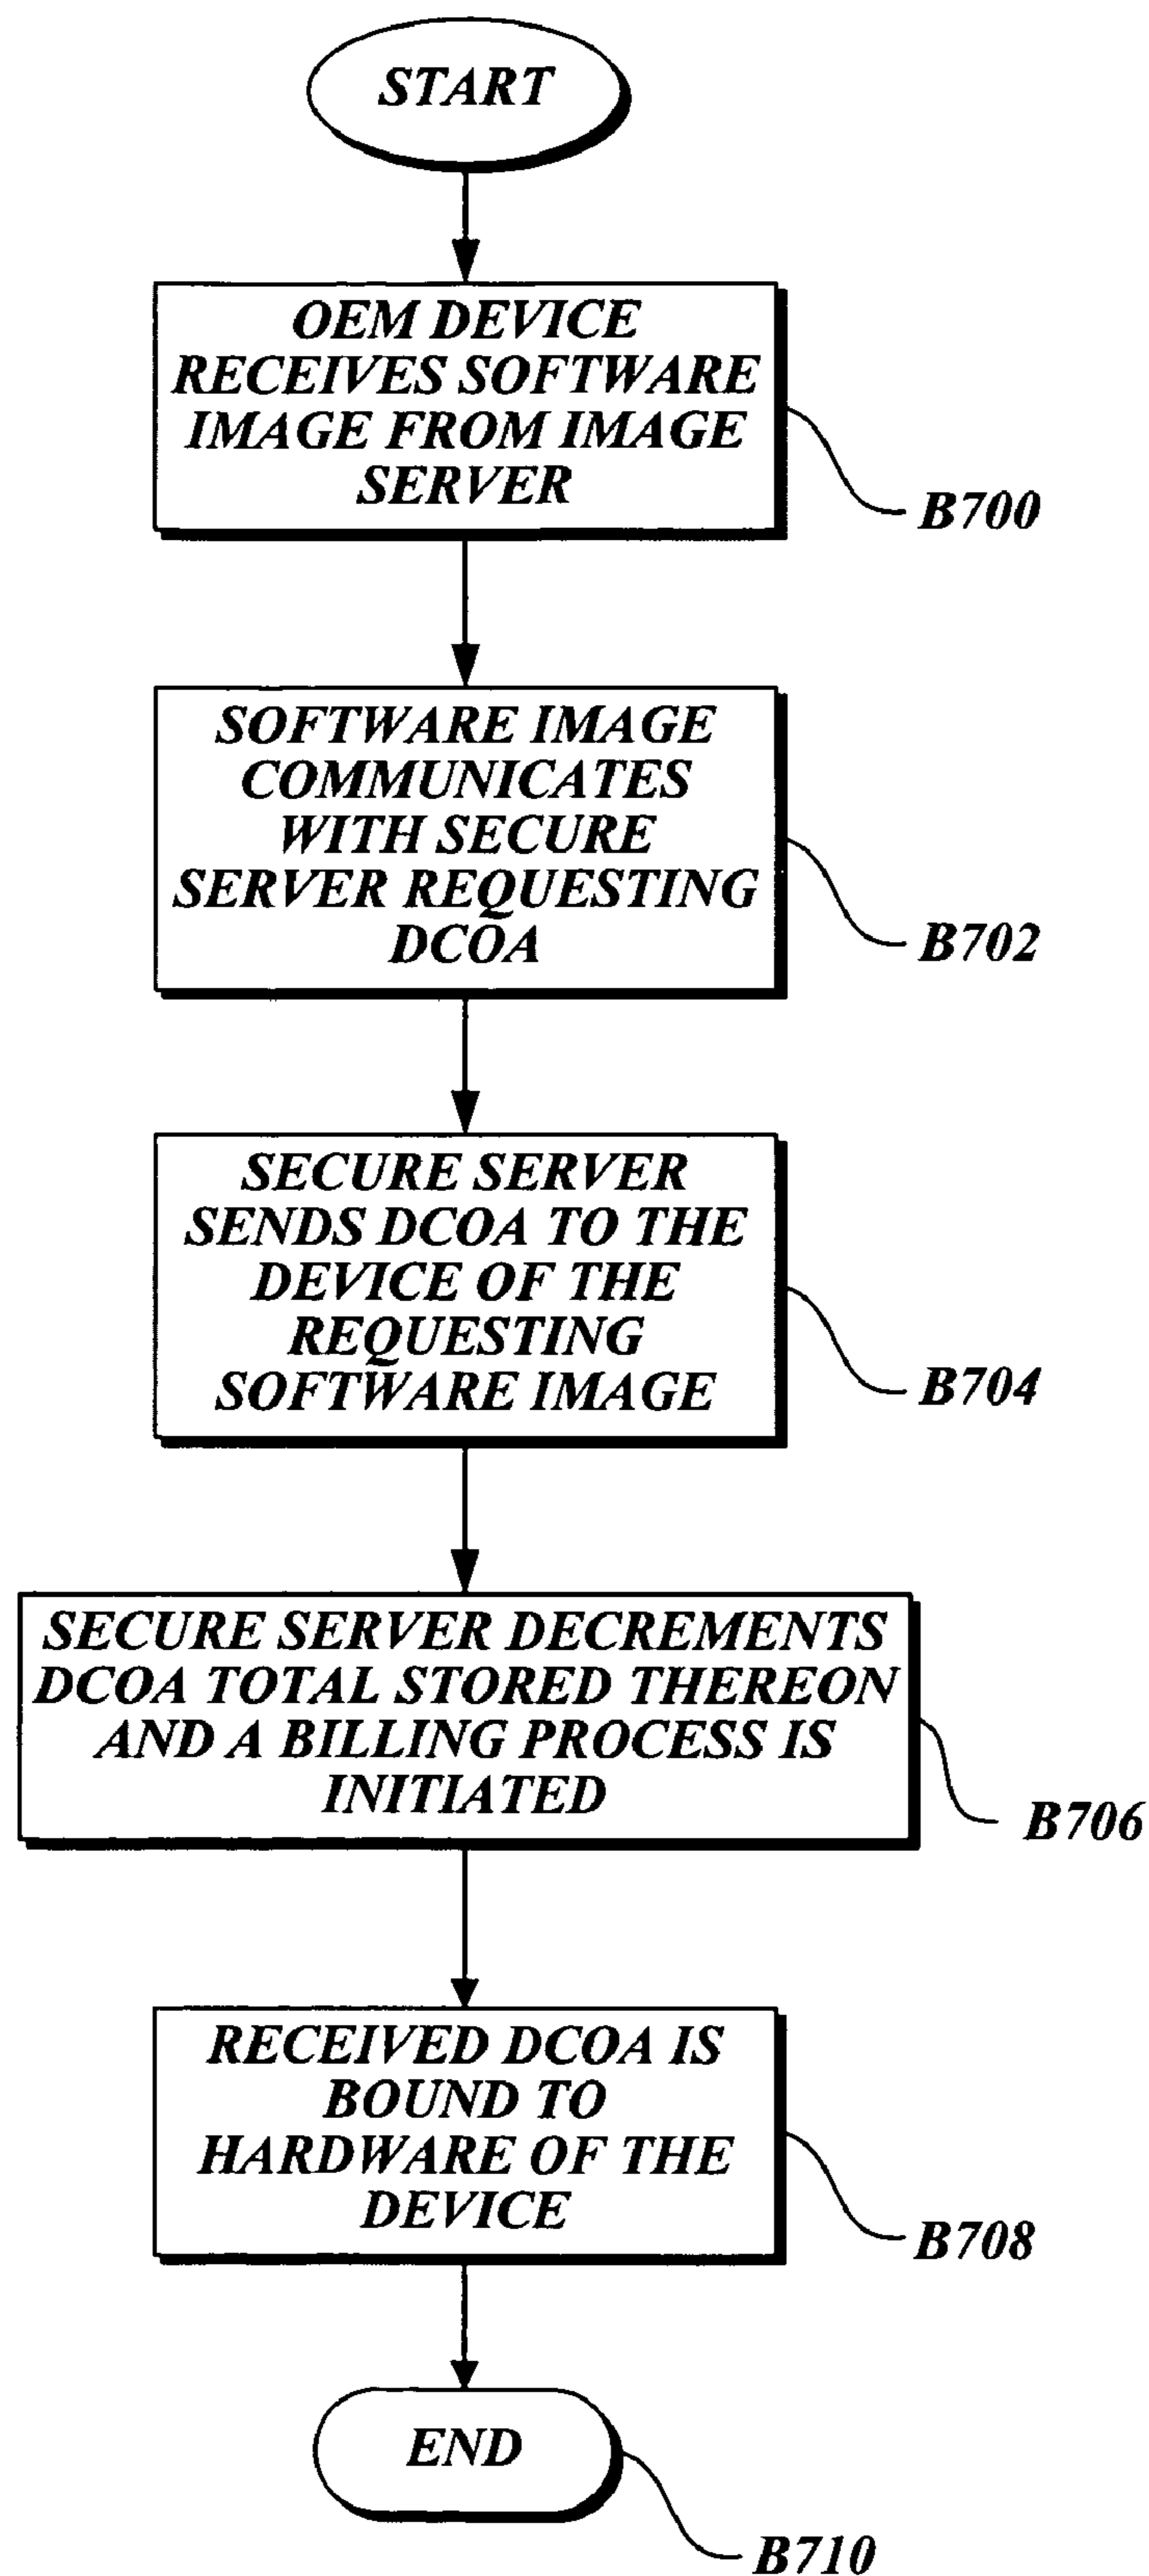 START
OEM DEVICE
RECEIVES SOFTWARE
IMAGE FROM IMAGE
SERVER
B700
SOFTWARE IMAGE
COMMUNICATES
WITH SECURE
SERVER REQUESTING
DCOA
B702
SECURE SERVER
SENDS DCOA TO THE
DEVICE OF THE
REQUESTING
SOFTWARE IMAGE
B704
SECURE SERVER DECREMENTS
DCOA TOTAL STORED THEREON
AND A BILLING PROCESS IS
INITIATED
B706
RECEIVED DCOA IS
BOUND TO
HARDWARE OF THE
DEVICE
B708
END
B710